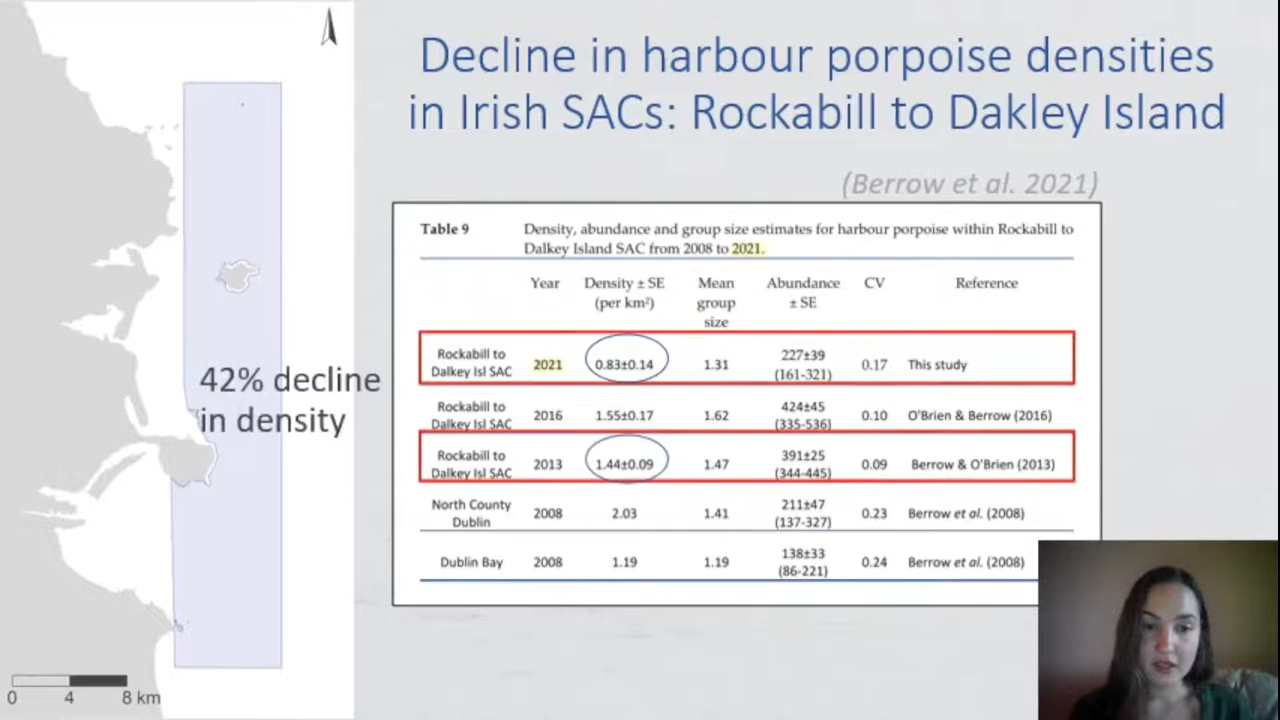 Decline in harbour porpoise densities
in Irish SACs: Rockabill to Dakley Island
(Berrow et al. 2021)
Table 9 Density, abundance and group size estimates for harbour porpoise within Rockabill to
Dalkey Island SAC from 2008 to 2021.
Year Density ± SE Mean Abundance CV Reference
(per km²) group ± SE
size
Rockabill to
Dalkey Isl SAC 2021 0.83±0.14 1.31 227±39 0.17 This study
(161-321)
Rockabill to
Dalkey Isl SAC 2016 1.55±0.17 1.62 424±45 0.10 O'Brien & Berrow (2016)
(335-536)
Rockabill to
Dalkey Isl SAC 2013 1.44±0.09 1.47 391±25 0.09 Berrow & O'Brien (2013)
(344-445)
North County
Dublin 2008 2.03 1.41 211±47 0.23 Berrow et al. (2008)
(137-327)
Dublin Bay 2008 1.19 1.19 138±33 0.24 Berrow et al. (2008)
(86-221)
42% decline
in density
0 4 8 km